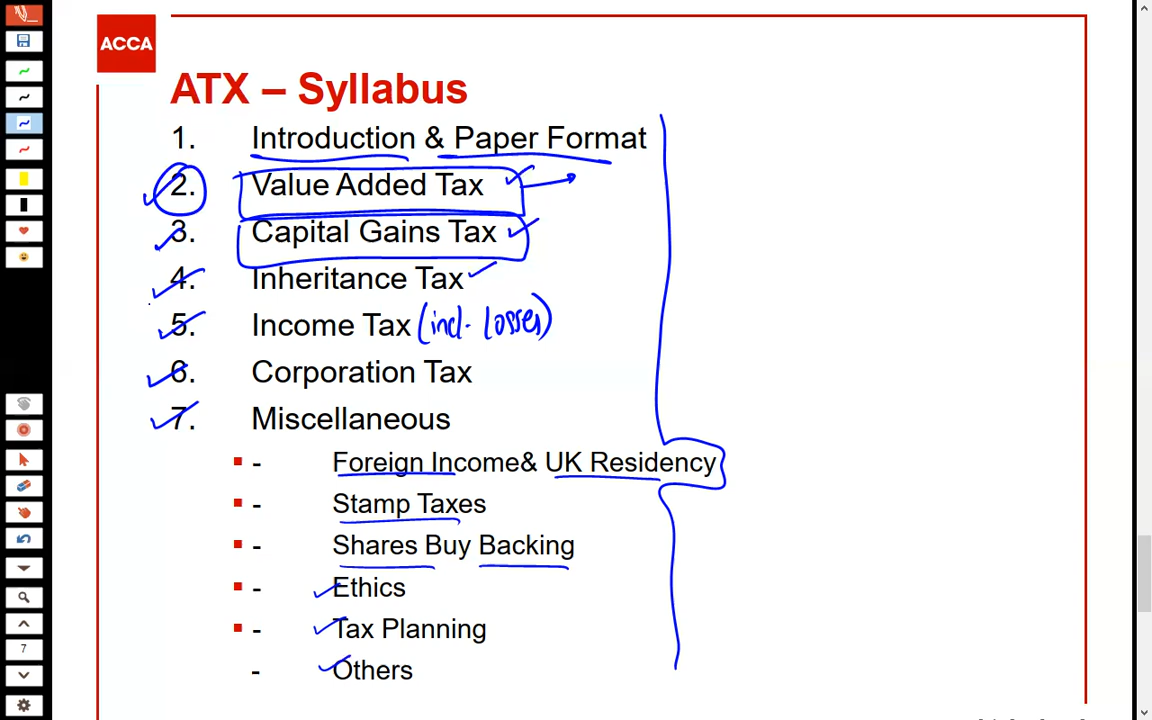 ACCA
ATX – Syllabus
1. Introduction & Paper Format
2. Value Added Tax
3. Capital Gains Tax
4. Inheritance Tax
5. Income Tax (incl. losses)
6. Corporation Tax
7. Miscellaneous
- Foreign Income& UK Residency
- Stamp Taxes
- Shares Buy Backing
- Ethics
- Tax Planning
- Others
7